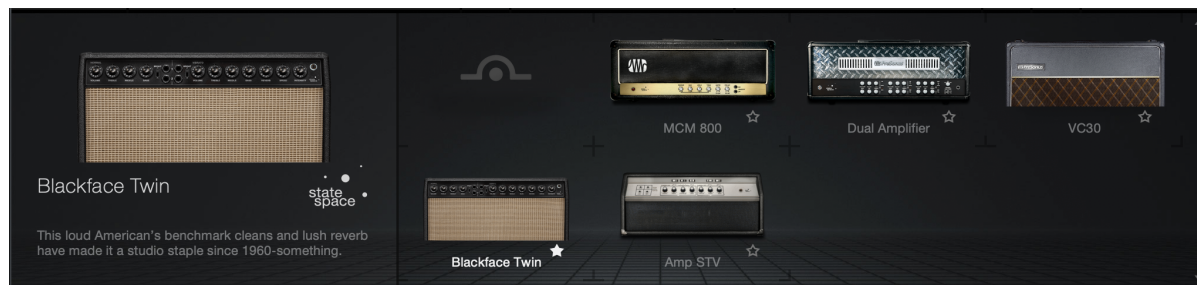 Blackface Twin
state
space
This loud American's benchmark cleans and lush reverb
have made it a studio staple since 1960-something.
MCM 800
Dual Amplifier
VC30
Blackface Twin
Amp STV